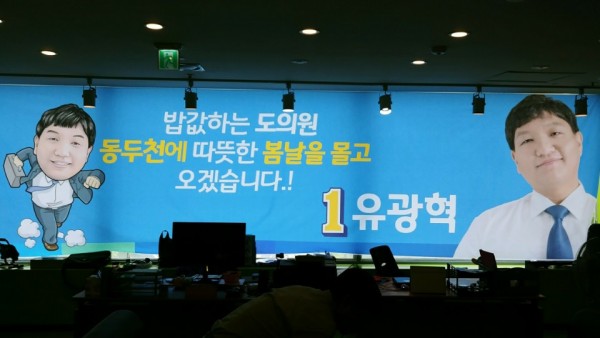 밥값하는 도의원
동두천에 따뜻한 봄날을 몰고
오겠습니다.!
1 유광혁